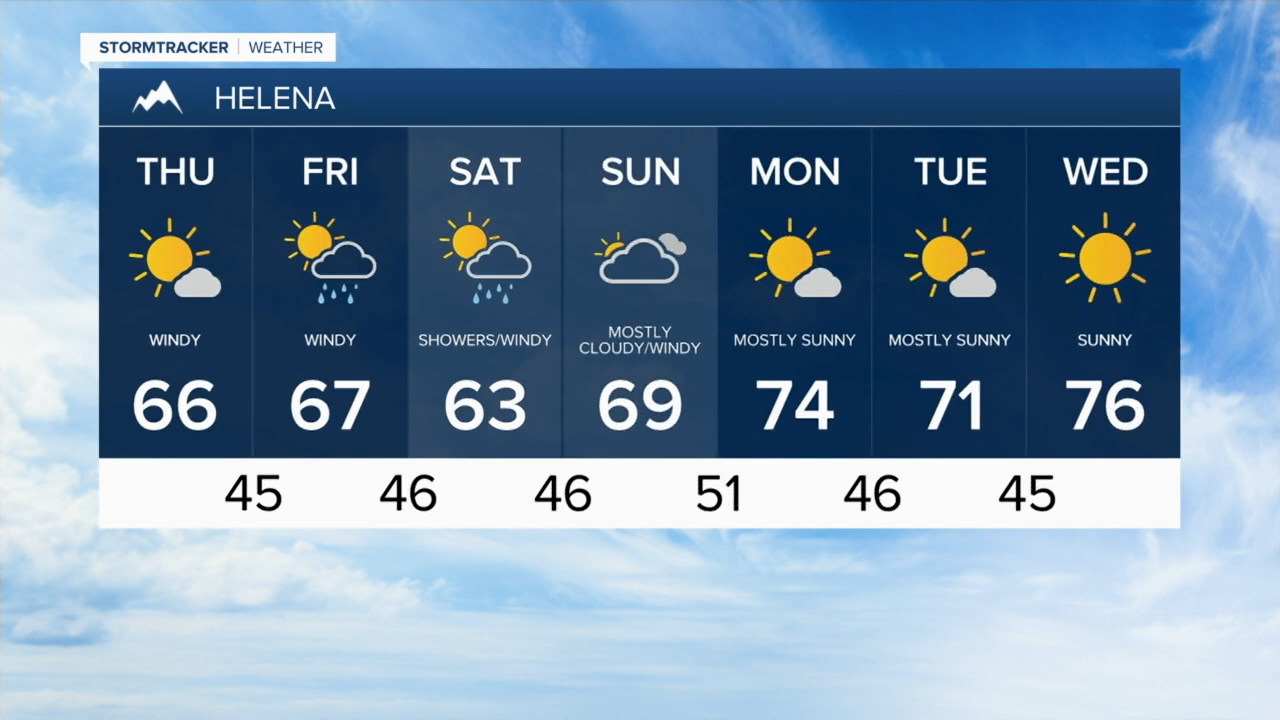 STORMTRACKER | WEATHER
HELENA
THU FRI SAT SUN MON TUE WED
WINDY WINDY SHOWERS/WINDY MOSTLY CLOUDY/WINDY MOSTLY SUNNY MOSTLY SUNNY SUNNY
66 67 63 69 74 71 76
45 46 46 51 46 45